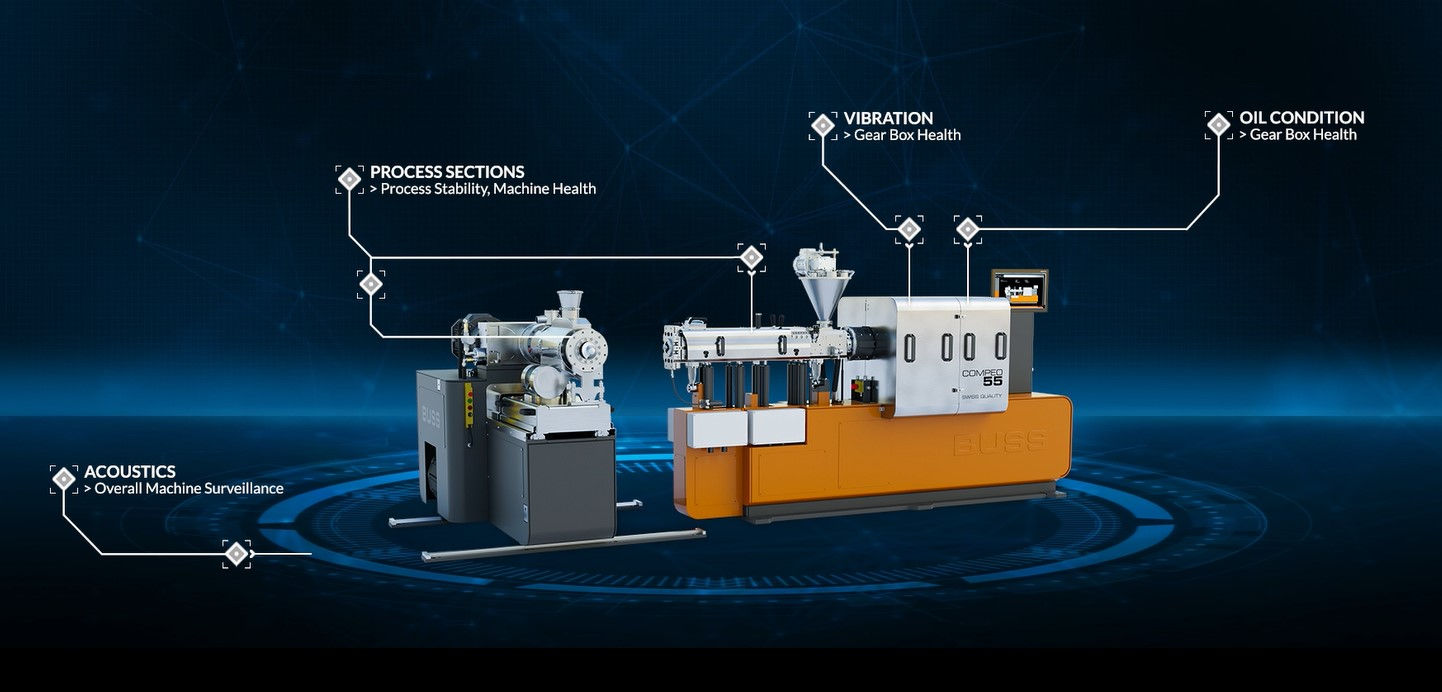 VIBRATION
> Gear Box Health
OIL CONDITION
> Gear Box Health
PROCESS SECTIONS
> Process Stability, Machine Health
COMPEO
55
SWISS QUALITY
BUSS
BUSS
ACOUSTICS
> Overall Machine Surveillance